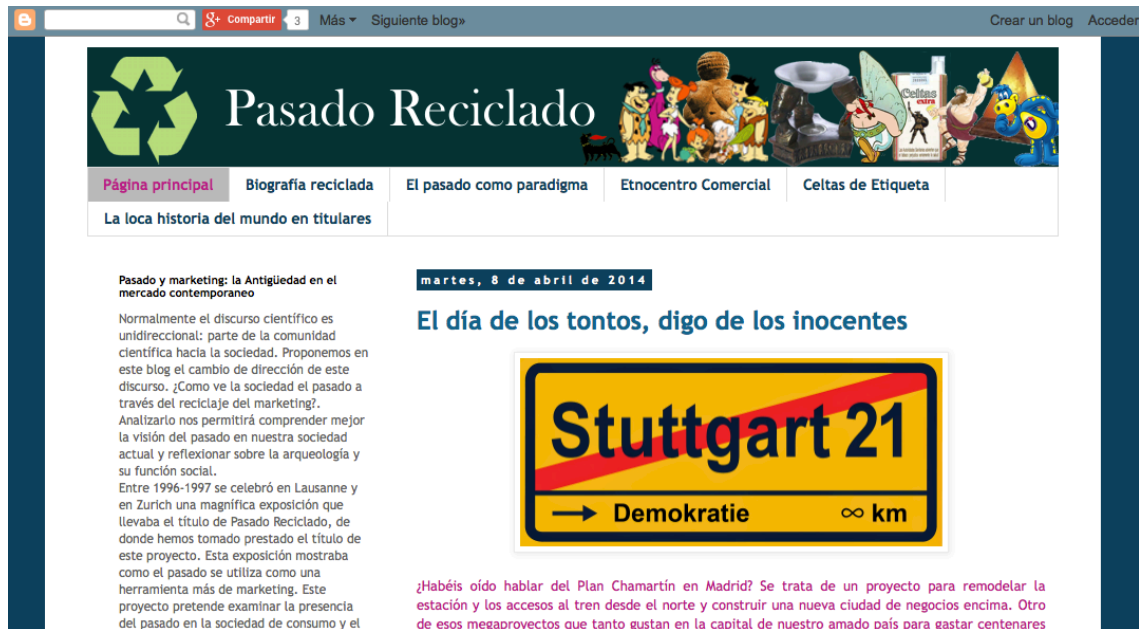 Compartir 3 Más Siguiente blog» Crear un blog Acceder
Pasado Reciclado
Celtas
extra
Página principal Biografía reciclada El pasado como paradigma Etnocentro Comercial Celtas de Etiqueta
La loca historia del mundo en titulares
Pasado y marketing: la Antigüedad en el
mercado contemporaneo
Normalmente el discurso científico es
unidireccional: parte de la comunidad
científica hacia la sociedad. Proponemos en
este blog el cambio de dirección de este
discurso. ¿Como ve la sociedad el pasado a
través del reciclaje del marketing?.
Analizarlo nos permitirá comprender mejor
la visión del pasado en nuestra sociedad
actual y reflexionar sobre la arqueología y
su función social.
Entre 1996-1997 se celebró en Lausanne y
en Zurich una magnífica exposición que
llevaba el título de Pasado Reciclado, de
donde hemos tomado prestado el título de
este proyecto. Esta exposición mostraba
como el pasado se utiliza como una
herramienta más de marketing. Este
proyecto pretende examinar la presencia
del pasado en la sociedad de consumo y el
martes, 8 de abril de 2014
El día de los tontos, digo de los inocentes
Stuttgart 21
→ Demokratie ∞ km
¿Habéis oído hablar del Plan Chamartín en Madrid? Se trata de un proyecto para remodelar la
estación y los accesos al tren desde el norte y construir una nueva ciudad de negocios encima. Otro
de esos megaproyectos que tanto gustan en la capital de nuestro amado país para gastar centenares